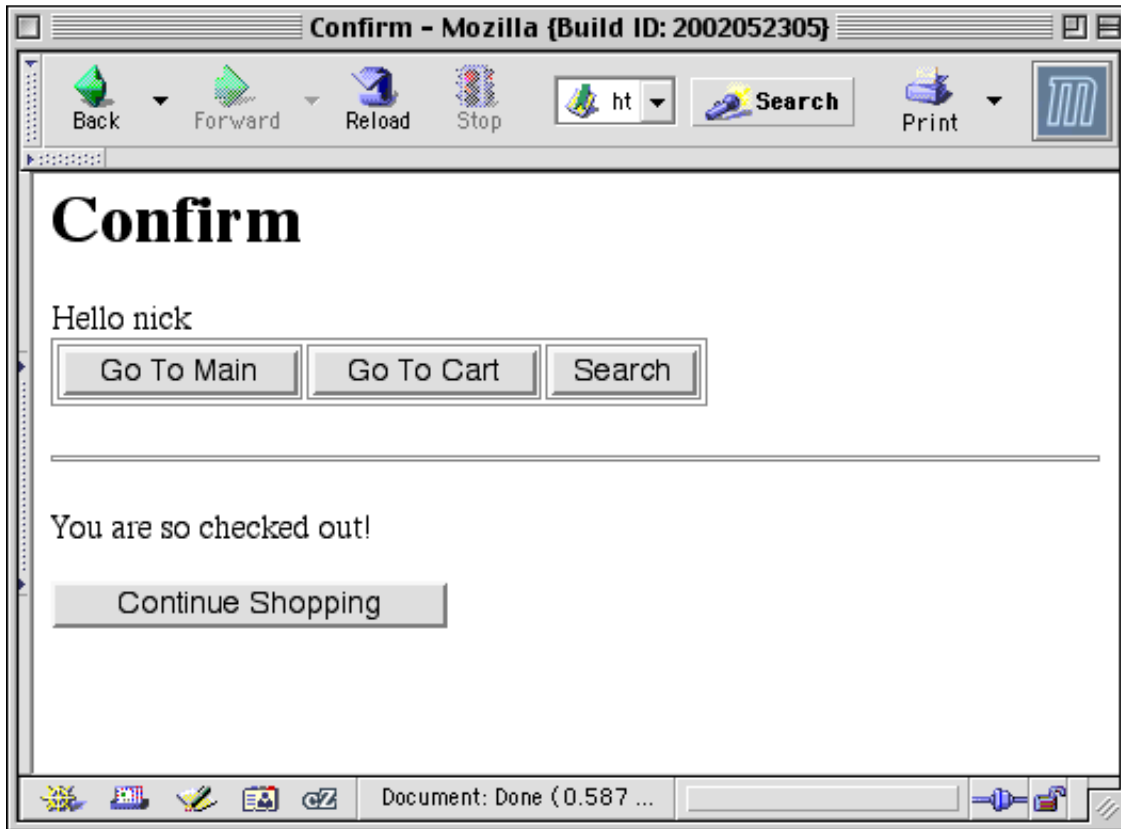 Confirm – Mozilla {Build ID: 2002052305}
Back Forward Reload Stop ht Search Print
Confirm
Hello nick
Go To Main Go To Cart Search
You are so checked out!
Continue Shopping
Document: Done (0.587 ...